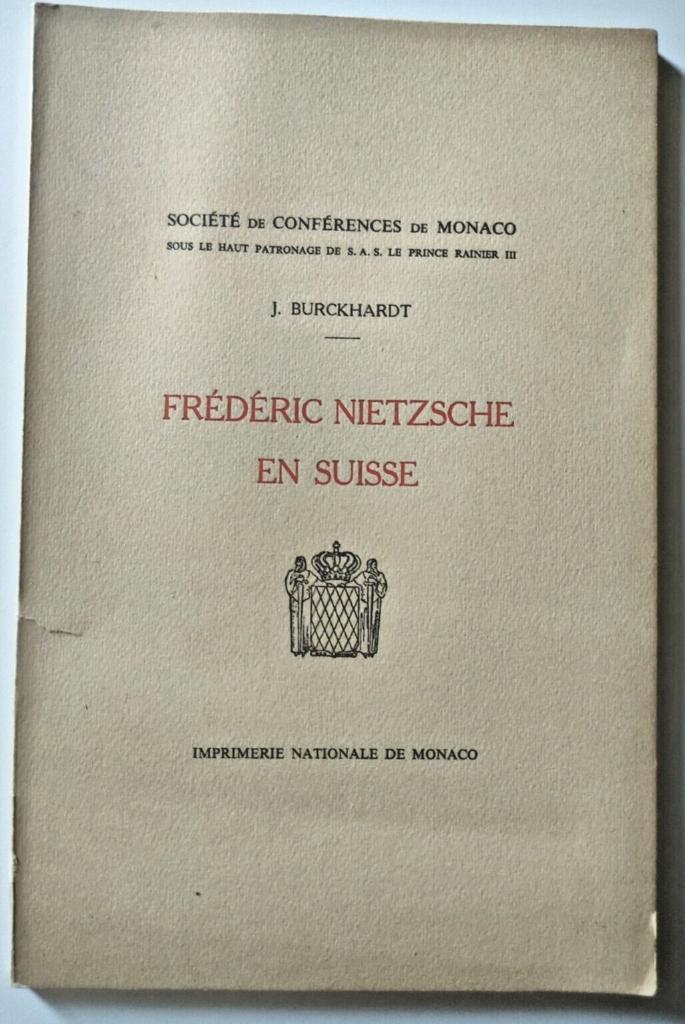 SOCIÉTÉ DE CONFÉRENCES DE MONACO
SOUS LE HAUT PATRONAGE DE S. A. S. LE PRINCE RAINIER III
J. BURCKHARDT
FRÉDÉRIC NIETZSCHE
EN SUISSE
IMPRIMERIE NATIONALE DE MONACO